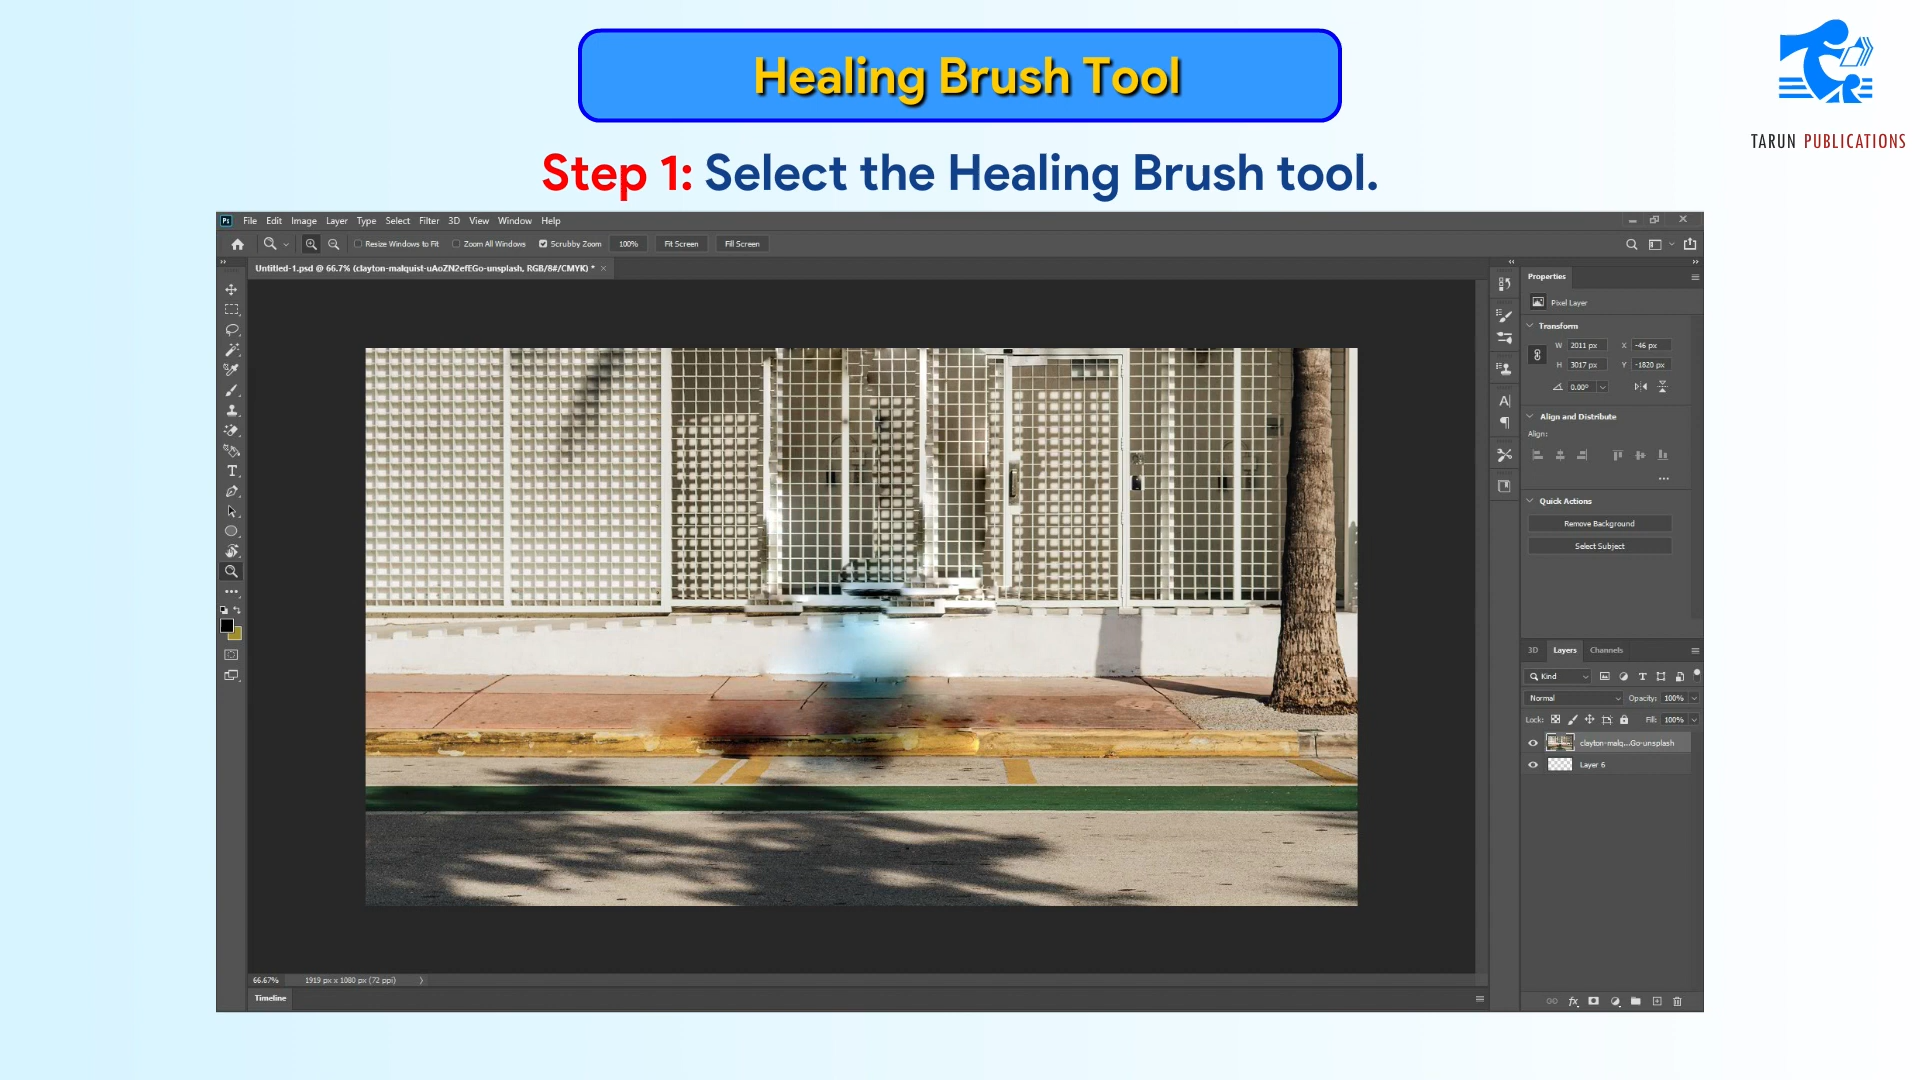 Healing Brush Tool
TARUN PUBLICATIONS
Step 1: Select the Healing Brush tool.
Ps File Edit Image Layer Type Select Filter 3D View Window Help
Resize Windows to Fit Zoom All Windows Scrubby Zoom 100% Fit Screen Fill Screen
Untitled-1.psd @ 66.7% (clayton-malquist-uAoZN2efEGo-unsplash, RGB/8#/CMYK) *
Properties
Pixel Layer
Transform
W 2011 px X -46 px
H 3017 px Y -1820 px
0.00°
Align and Distribute
Align:
Quick Actions
Remove Background
Select Subject
3D Layers Channels
Kind
Normal Opacity: 100%
Lock: Fill: 100%
clayton-malq...Go-unsplash
Layer 6
66.67% 1919 px x 1080 px (72 ppi)
Timeline